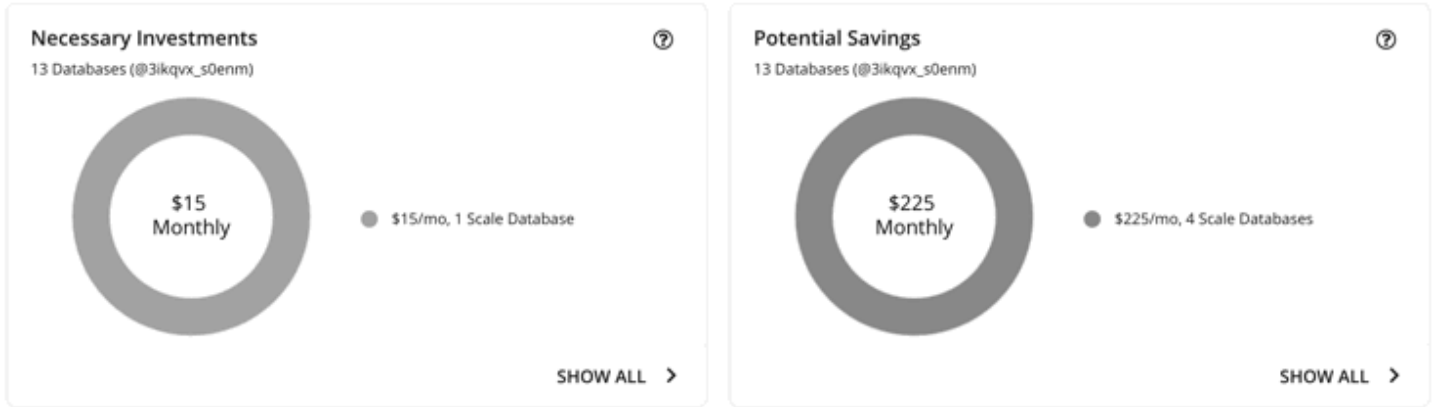 Necessary Investments
13 Databases (@3ikqvx_s0enm)
$15
Monthly
$15/mo, 1 Scale Database
SHOW ALL
Potential Savings
13 Databases (@3ikqvx_s0enm)
$225
Monthly
$225/mo, 4 Scale Databases
SHOW ALL